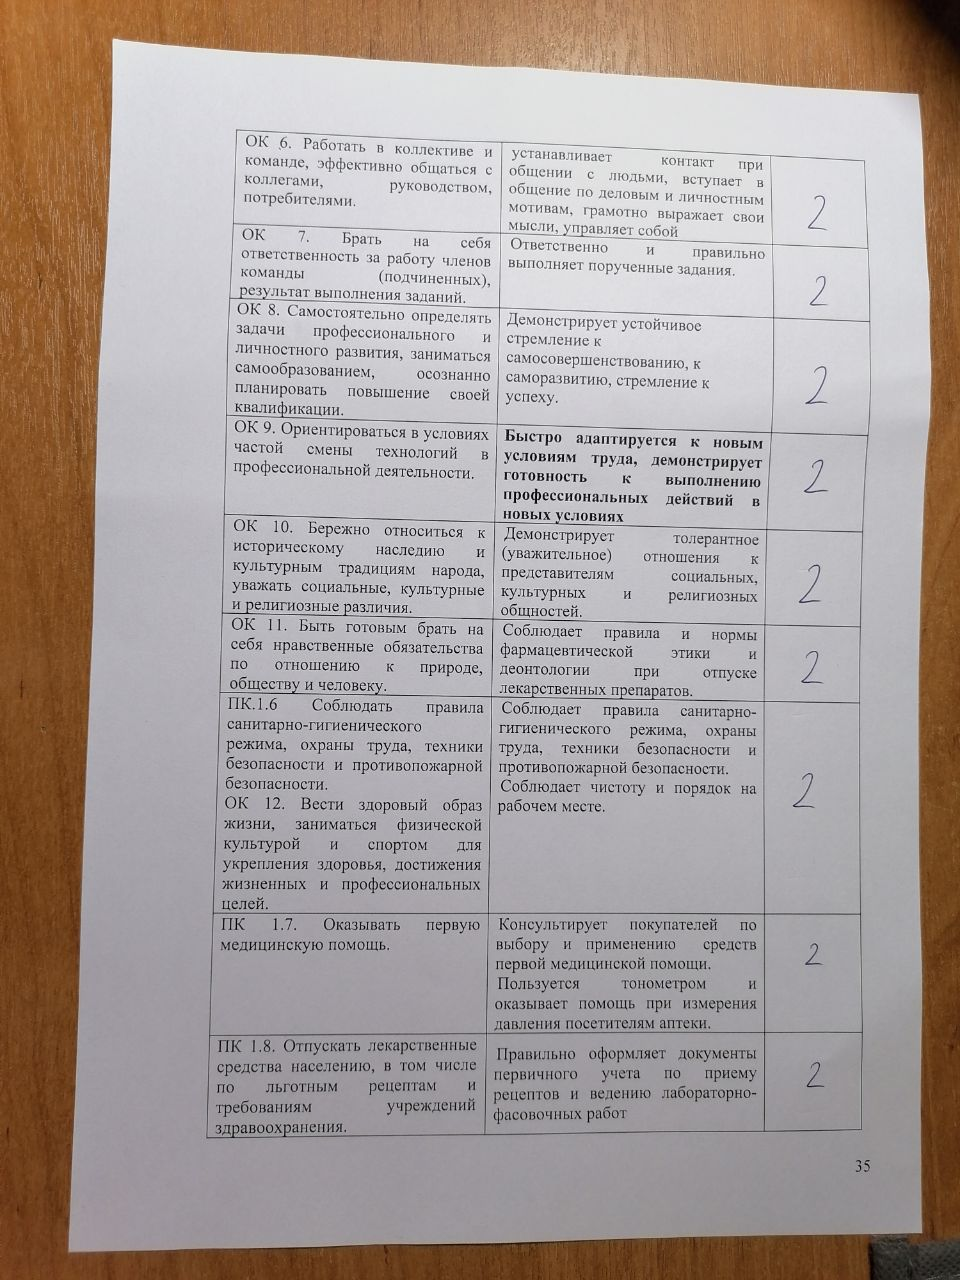 ОК 6. Работать в коллективе и
команде, эффективно общаться с
коллегами, руководством,
потребителями.
устанавливает контакт при
общении с людьми, вступает в
общение по деловым и личностным
мотивам, грамотно выражает свои
мысли, управляет собой
2
ОК 7. Брать на себя
ответственность за работу членов
команды (подчиненных),
результат выполнения заданий.
Ответственно и правильно
выполняет порученные задания.
2
ОК 8. Самостоятельно определять
задачи профессионального и
личностного развития, заниматься
самообразованием, осознанно
планировать повышение своей
квалификации.
Демонстрирует устойчивое
стремление к
самосовершенствованию, к
саморазвитию, стремление к
успеху.
2
ОК 9. Ориентироваться в условиях
частой смены технологий в
профессиональной деятельности.
Быстро адаптируется к новым
условиям труда, демонстрирует
готовность к выполнению
профессиональных действий в
новых условиях
2
ОК 10. Бережно относиться к
историческому наследию и
культурным традициям народа,
уважать социальные, культурные
и религиозные различия.
Демонстрирует толерантное
(уважительное) отношения к
представителям социальных,
культурных и религиозных
общностей.
2
ОК 11. Быть готовым брать на
себя нравственные обязательства
по отношению к природе,
обществу и человеку.
Соблюдает правила и нормы
фармацевтической этики и
деонтологии при отпуске
лекарственных препаратов.
2
ПК.1.6 Соблюдать правила
санитарно-гигиенического
режима, охраны труда, техники
безопасности и противопожарной
безопасности.
ОК 12. Вести здоровый образ
жизни, заниматься физической
культурой и спортом для
укрепления здоровья, достижения
жизненных и профессиональных
целей.
Соблюдает правила санитарно-
гигиенического режима, охраны
труда, техники безопасности и
противопожарной безопасности.
Соблюдает чистоту и порядок на
рабочем месте.
2
ПК 1.7. Оказывать первую
медицинскую помощь.
Консультирует покупателей по
выбору и применению средств
первой медицинской помощи.
Пользуется тонометром и
оказывает помощь при измерения
давления посетителям аптеки.
2
ПК 1.8. Отпускать лекарственные
средства населению, в том числе
по льготным рецептам и
требованиям учреждений
здравоохранения.
Правильно оформляет документы
первичного учета по приему
рецептов и ведению лабораторно-
фасовочных работ
2
35